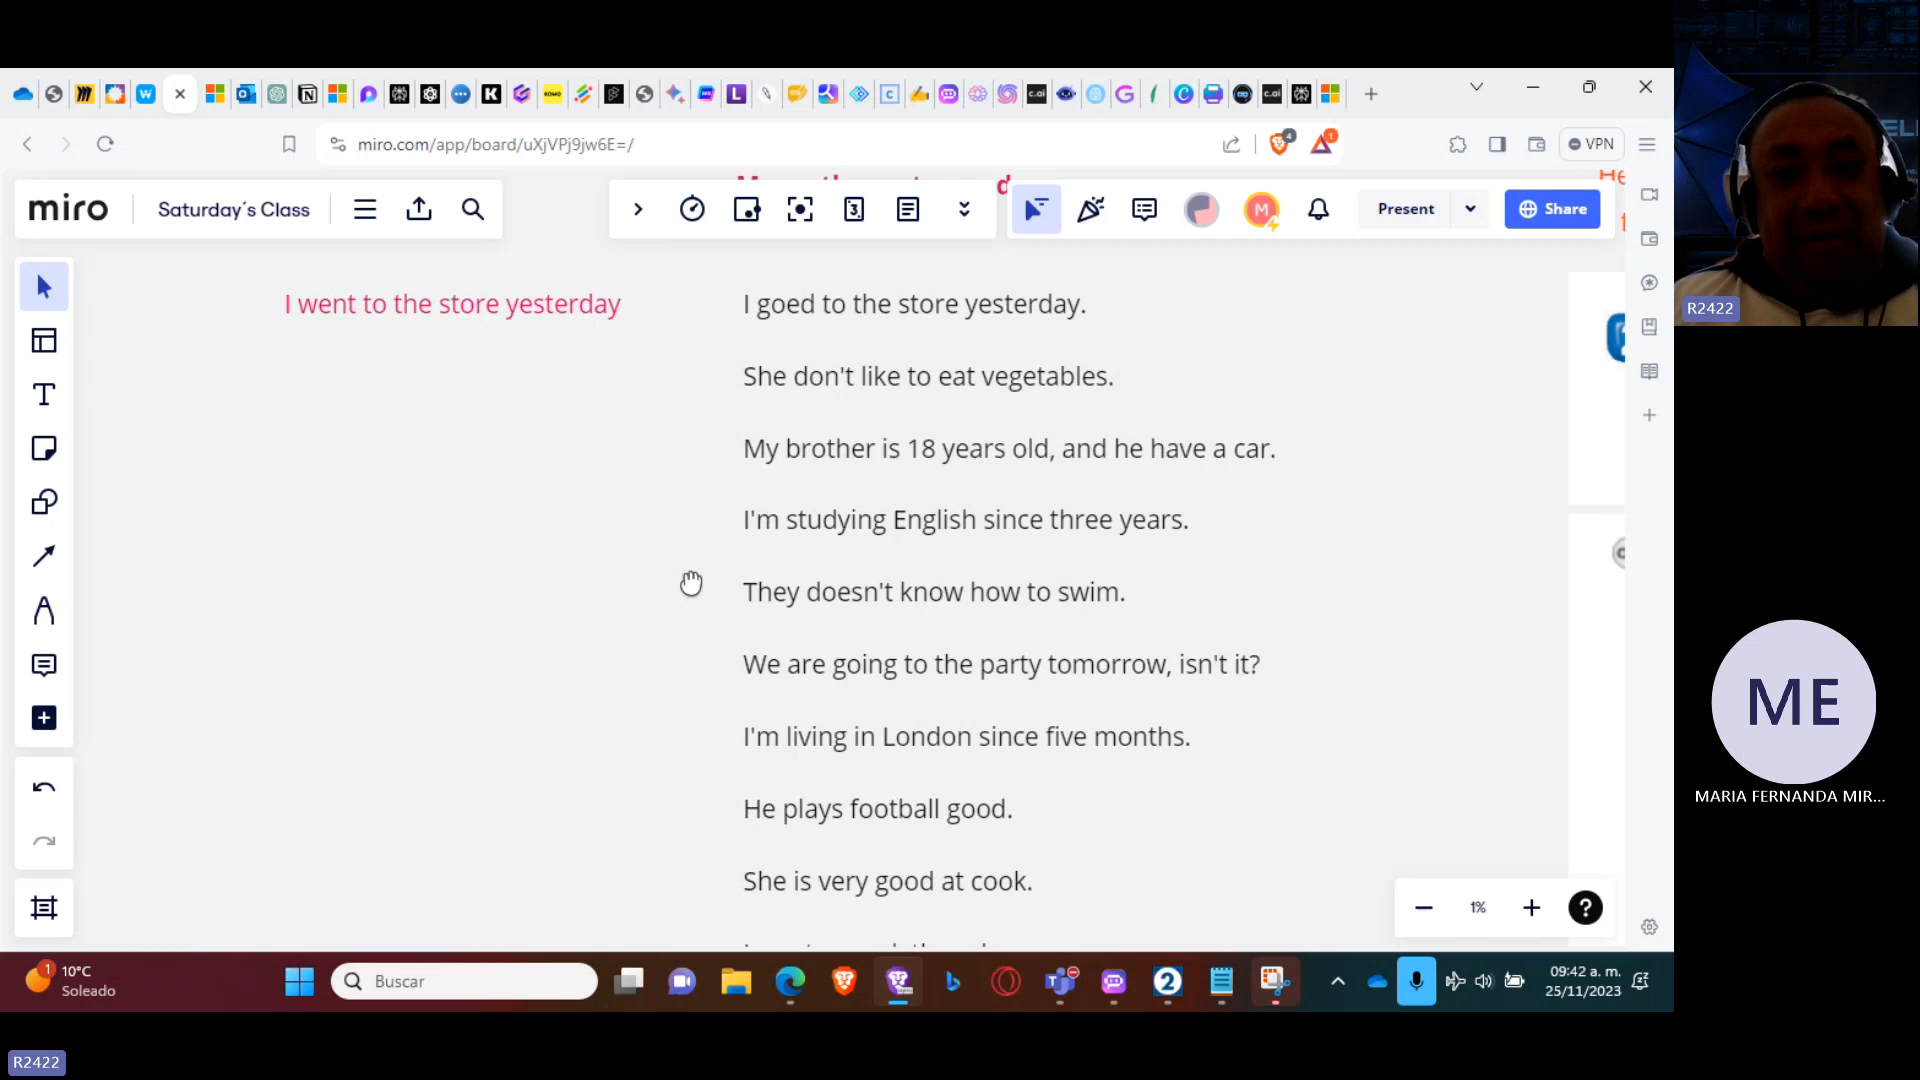 miro.com/app/board/uXjVPj9jw6E=/
4
1
VPN
miro
Saturday´s Class
3
M
Present
Share
I went to the store yesterday
I goed to the store yesterday.
She don't like to eat vegetables.
My brother is 18 years old, and he have a car.
I'm studying English since three years.
They doesn't know how to swim.
We are going to the party tomorrow, isn't it?
I'm living in London since five months.
He plays football good.
She is very good at cook.
1%
1
10°C
Soleado
Buscar
09:42 a. m.
25/11/2023
R2422
ME
MARIA FERNANDA MIR...
R2422